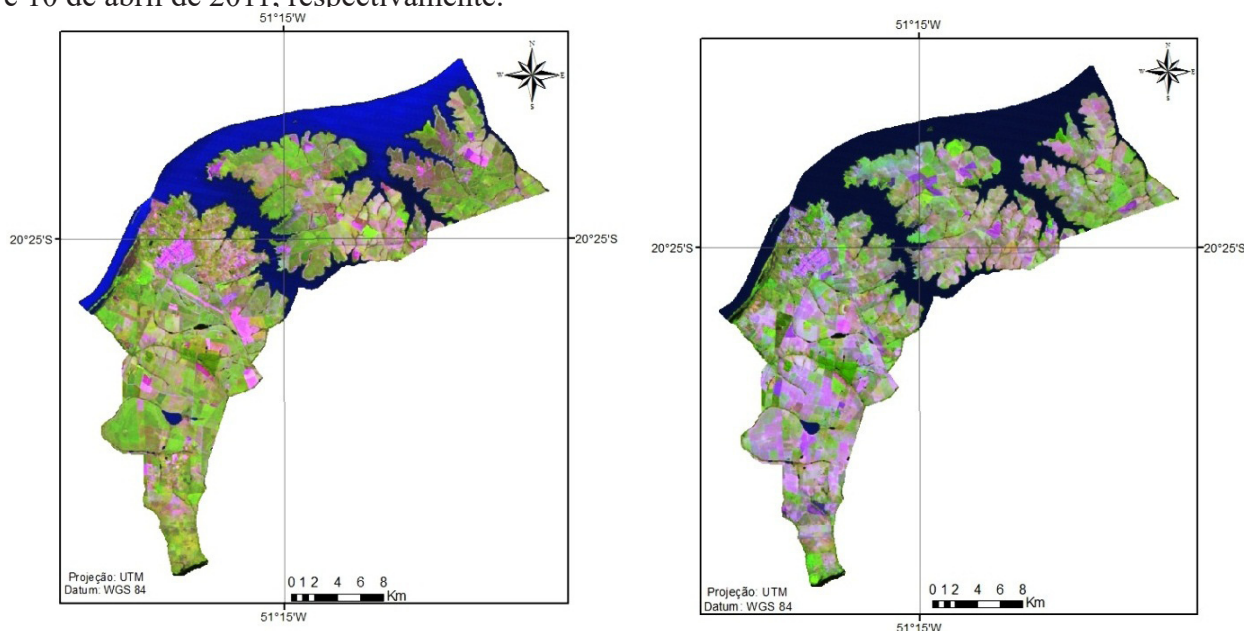 e 10 de abril de 2011, respectivamente.
51°15'W
N
W
E
S
20°25'S
20°25'S
Projeção: UTM
Datum: WGS 84
0 1 2 4 6 8
Km
51°15'W
51°15'W
N
W
E
S
20°25'S
20°25'S
Projeção: UTM
Datum: WGS 84
0 1 2 4 6 8
Km
51°15'W